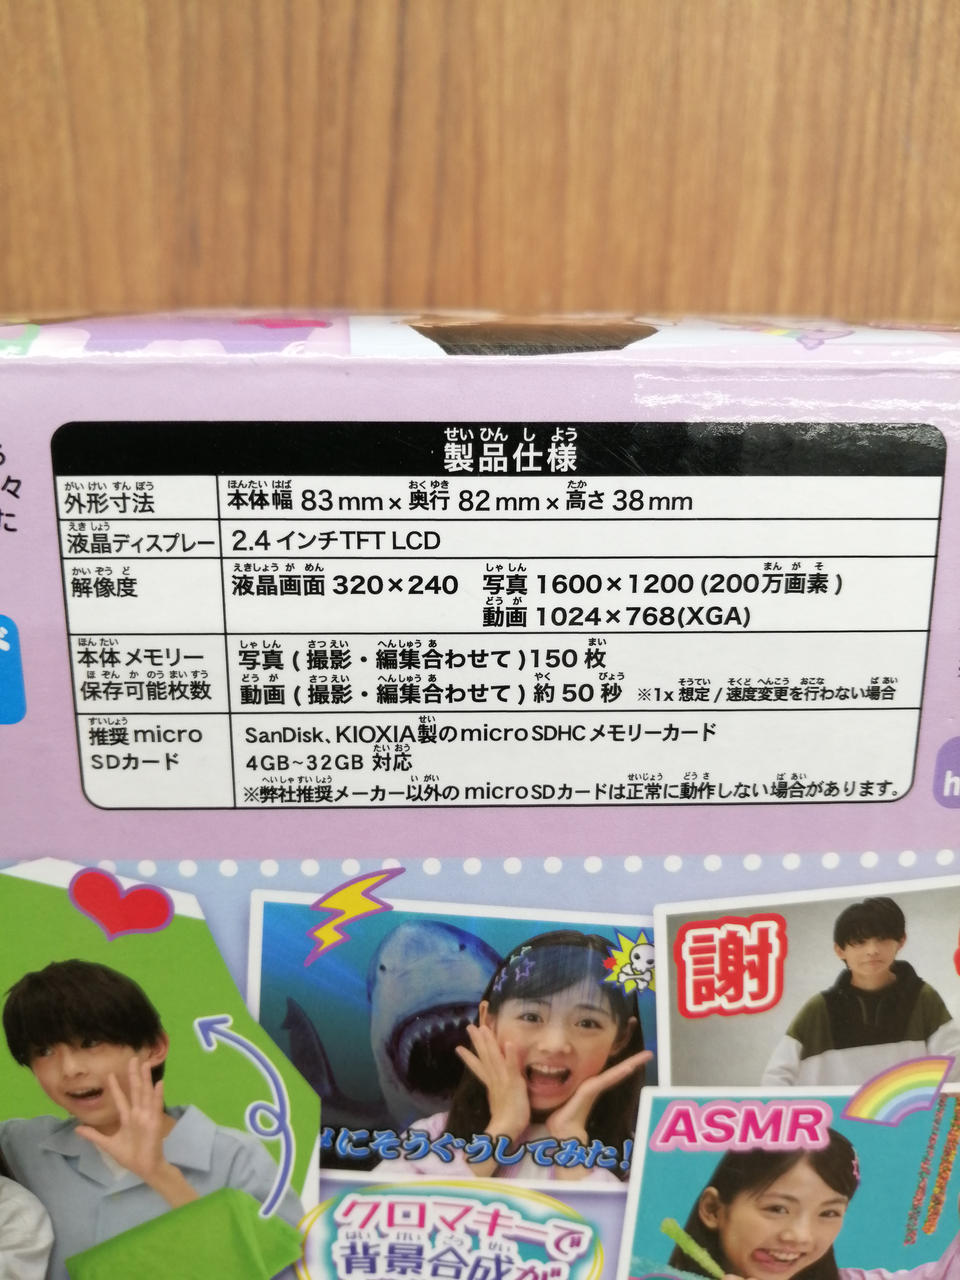 製品仕様
外形寸法 本体幅 83mm×奥行 82mm×高さ 38mm
液晶ディスプレー 2.4インチTFT LCD
解像度 液晶画面 320×240 写真 1600×1200 (200万画素)
動画 1024×768(XGA)
本体メモリー 写真 (撮影・編集合わせて)150枚
保存可能枚数 動画 (撮影・編集合わせて) 約50秒 ※1x 想定/速度変更を行わない場合
推奨micro SanDisk、KIOXIA製のmicroSDHCメモリーカード
SDカード 4GB~32GB 対応
※弊社推奨メーカー以外のmicroSDカードは正常に動作しない場合があります。
謝
にそうぐうしてみた!
ASMR
クロマキーで
背景合成が